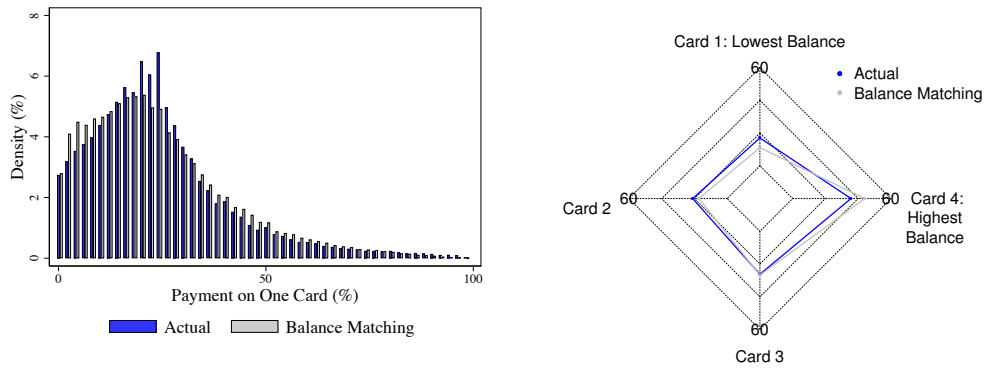 8
6
4
2
0
Density (%)
0 50 100
Payment on One Card (%)
Actual Balance Matching
Card 1: Lowest Balance
60
Actual
Balance Matching
Card 2 60
60 Card 4:
Highest
Balance
60
Card 3